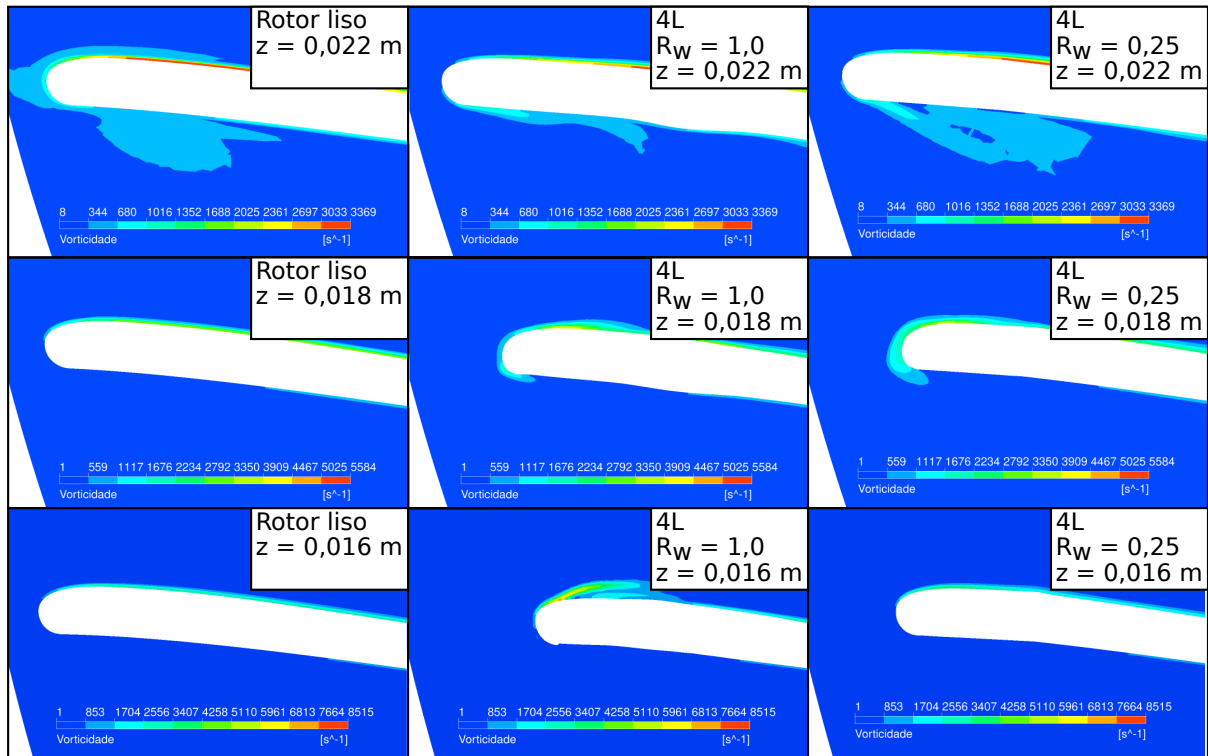 Rotor liso
z = 0,022 m
8 344 680 1016 1352 1688 2025 2361 2697 3033 3369
Vorticidade [s^-1]
4L
RW = 1,0
z = 0,022 m
8 344 680 1016 1352 1688 2025 2361 2697 3033 3369
Vorticidade [s^-1]
4L
RW = 0,25
z = 0,022 m
8 344 680 1016 1352 1688 2025 2361 2697 3033 3369
Vorticidade [s^-1]
Rotor liso
z = 0,018 m
1 559 1117 1676 2234 2792 3350 3909 4467 5025 5584
Vorticidade [s^-1]
4L
RW = 1,0
z = 0,018 m
1 559 1117 1676 2234 2792 3350 3909 4467 5025 5584
Vorticidade [s^-1]
4L
RW = 0,25
z = 0,018 m
1 559 1117 1676 2234 2792 3350 3909 4467 5025 5584
Vorticidade [s^-1]
Rotor liso
z = 0,016 m
1 853 1704 2556 3407 4258 5110 5961 6813 7664 8515
Vorticidade [s^-1]
4L
RW = 1,0
z = 0,016 m
1 853 1704 2556 3407 4258 5110 5961 6813 7664 8515
Vorticidade [s^-1]
4L
RW = 0,25
z = 0,016 m
1 853 1704 2556 3407 4258 5110 5961 6813 7664 8515
Vorticidade [s^-1]